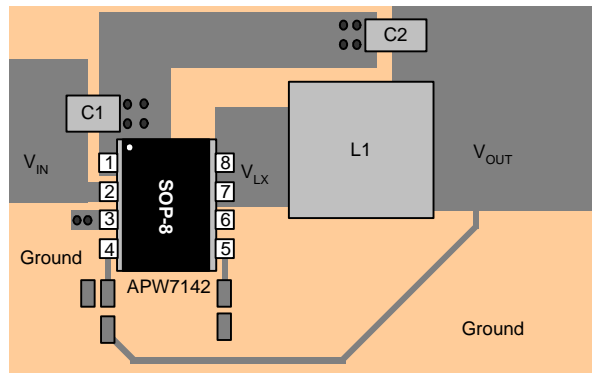 C2
C1
L1
VIN
VLX
VOUT
1 8
2 7
3 6
4 5
SOP-8
Ground
APW7142
Ground